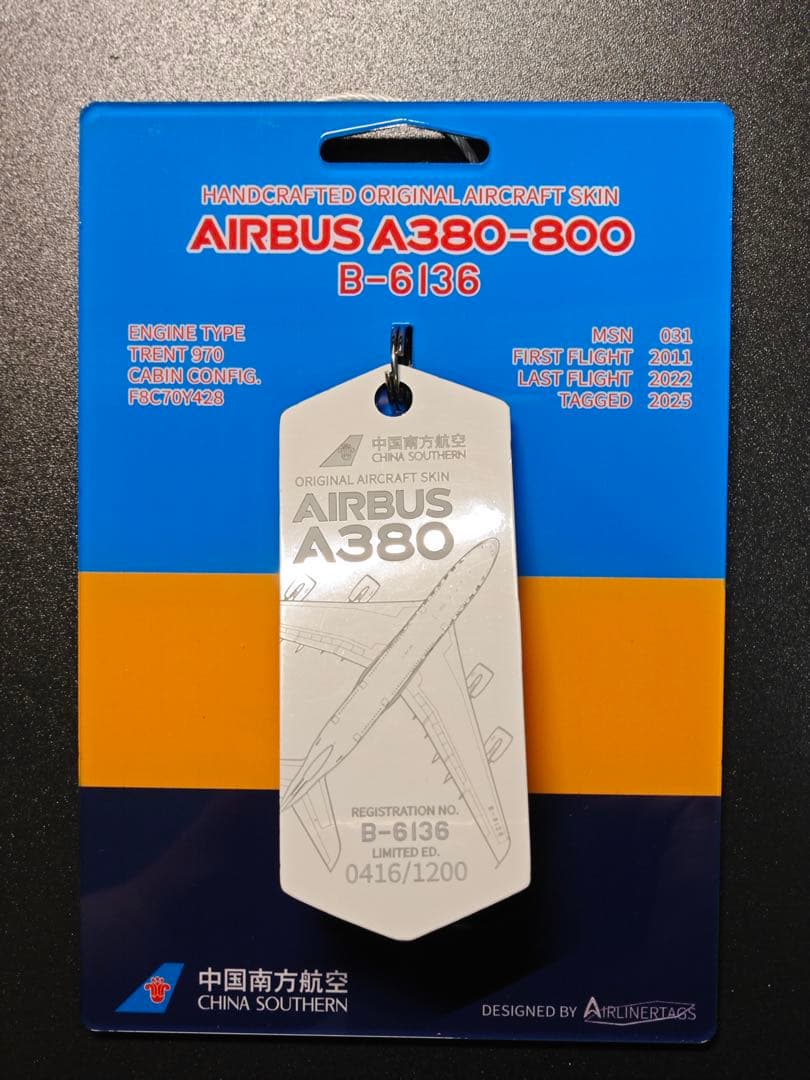 HANDCRAFTED ORIGINAL AIRCRAFT SKIN
AIRBUS A380-800
B-6136
ENGINE TYPE
TRENT 970
CABIN CONFIG.
F8C70Y428
MSN 031
FIRST FLIGHT 2011
LAST FLIGHT 2022
TAGGED 2025
中国南方航空
CHINA SOUTHERN
ORIGINAL AIRCRAFT SKIN
AIRBUS
A380
B-6136
REGISTRATION NO.
B-6136
LIMITED ED.
0416/1200
中国南方航空
CHINA SOUTHERN
DESIGNED BY AIRLINERTAGS